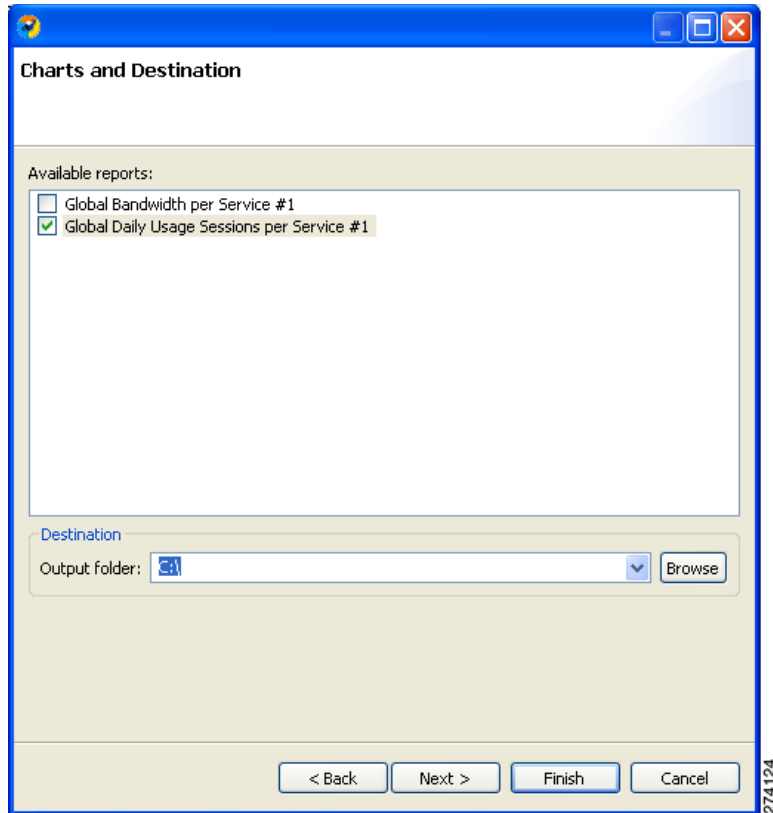 Charts and Destination
Available reports:
Global Bandwidth per Service #1
Global Daily Usage Sessions per Service #1
Destination
Output folder: C:\ Browse
< Back Next > Finish Cancel
274124